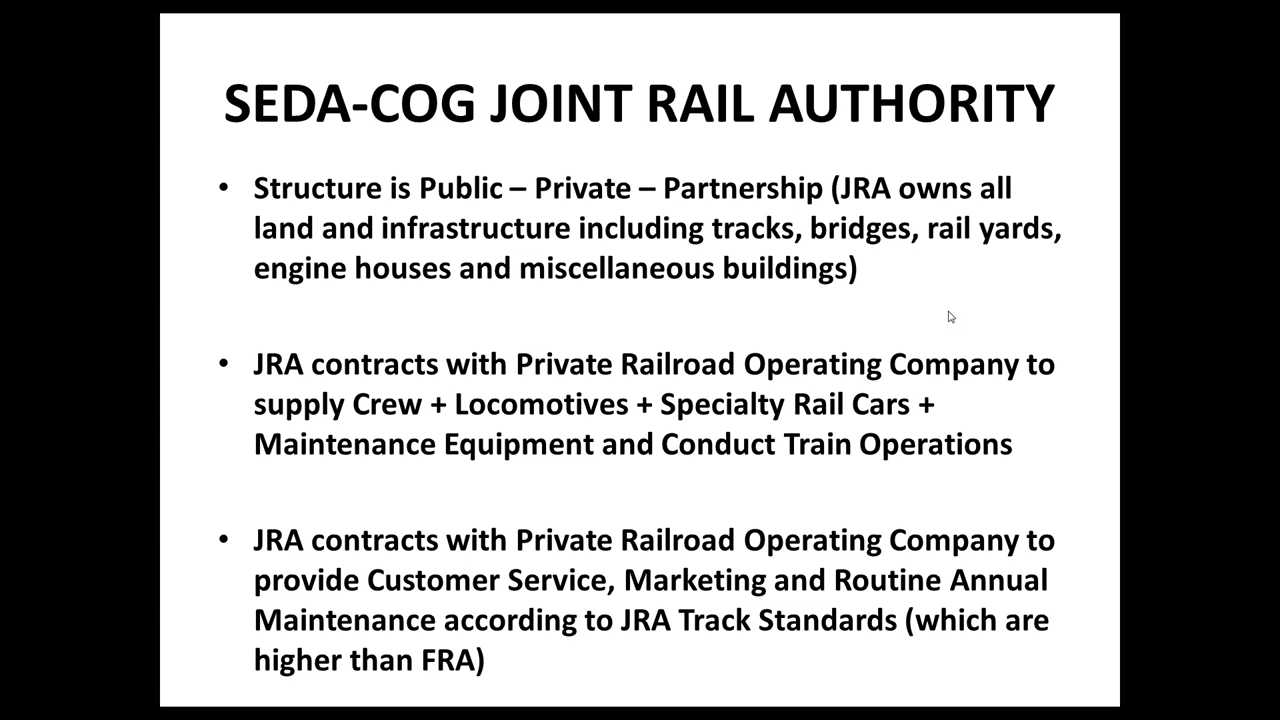 SEDA-COG JOINT RAIL AUTHORITY
• Structure is Public – Private – Partnership (JRA owns all
land and infrastructure including tracks, bridges, rail yards,
engine houses and miscellaneous buildings)
• JRA contracts with Private Railroad Operating Company to
supply Crew + Locomotives + Specialty Rail Cars +
Maintenance Equipment and Conduct Train Operations
• JRA contracts with Private Railroad Operating Company to
provide Customer Service, Marketing and Routine Annual
Maintenance according to JRA Track Standards (which are
higher than FRA)